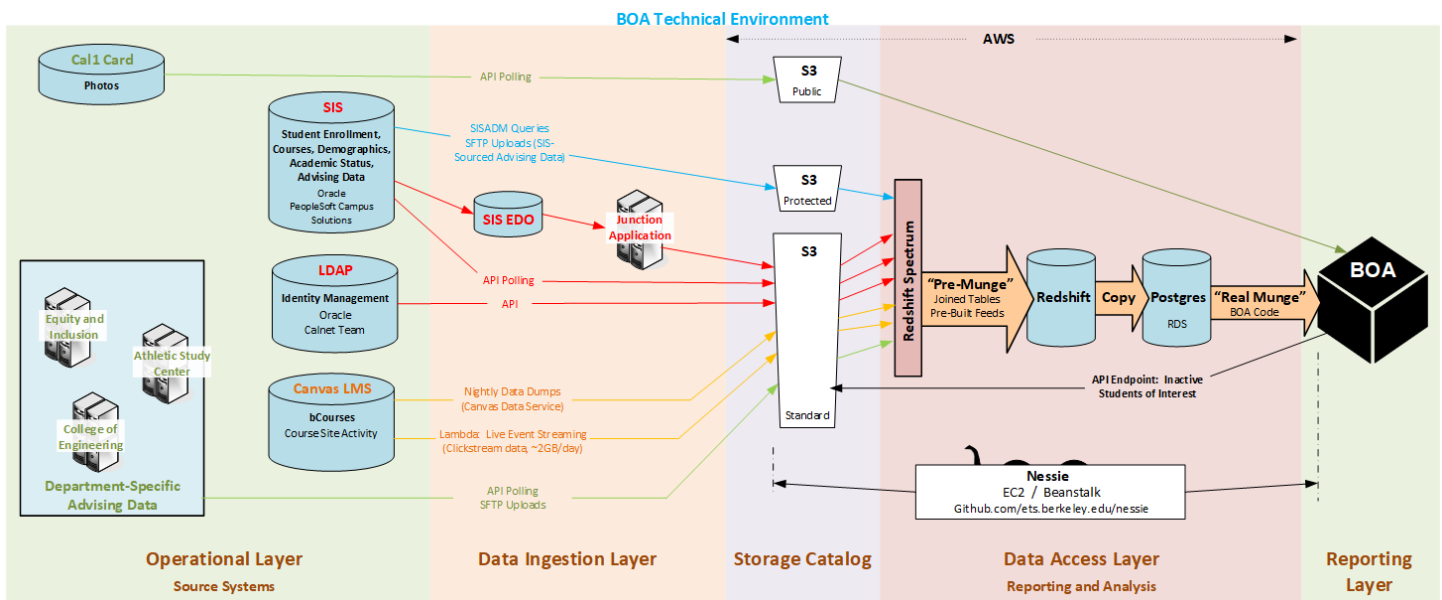 BOA Technical Environment
AWS
Cal1 Card
Photos
API Polling
S3
Public
SIS
Student Enrollment,
Courses, Demographics,
Academic Status,
Advising Data
Oracle
PeopleSoft Campus
Solutions
SISADM Queries
SFTP Uploads (SIS-
Sourced Advising Data)
S3
Protected
SIS EDO
Junction
Application
S3
Standard
API Polling
LDAP
Identity Management
Oracle
Calnet Team
API
Redshift Spectrum
“Pre-Munge”
Joined Tables
Pre-Built Feeds
Redshift
Copy
Postgres
RDS
“Real Munge”
BOA Code
BOA
API Endpoint: Inactive
Students of Interest
Equity and
Inclusion
Athletic Study
Center
College of
Engineering
Department-Specific
Advising Data
Canvas LMS
bCourses
Course Site Activity
Nightly Data Dumps
(Canvas Data Service)
Lambda: Live Event Streaming
(Clickstream data, ~2GB/day)
API Polling
SFTP Uploads
Nessie
EC2 / Beanstalk
Github.com/ets.berkeley.edu/nessie
Operational Layer
Source Systems
Data Ingestion Layer
Storage Catalog
Data Access Layer
Reporting and Analysis
Reporting
Layer